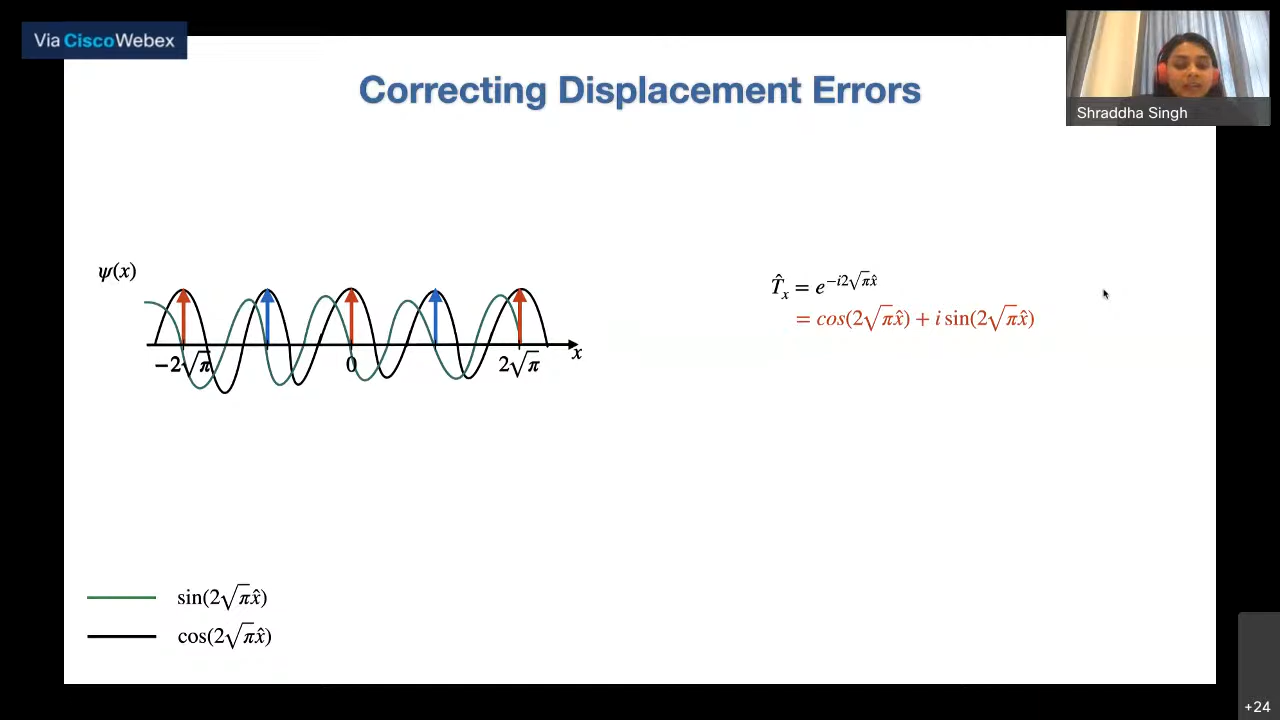 Via CiscoWebex
Correcting Displacement Errors
Shraddha Singh
ψ(x)
−2√π
0
2√π
x
T̂ₓ = e^{−i2√πx̂}
= cos(2√πx̂) + i sin(2√πx̂)
sin(2√πx̂)
cos(2√πx̂)
+24